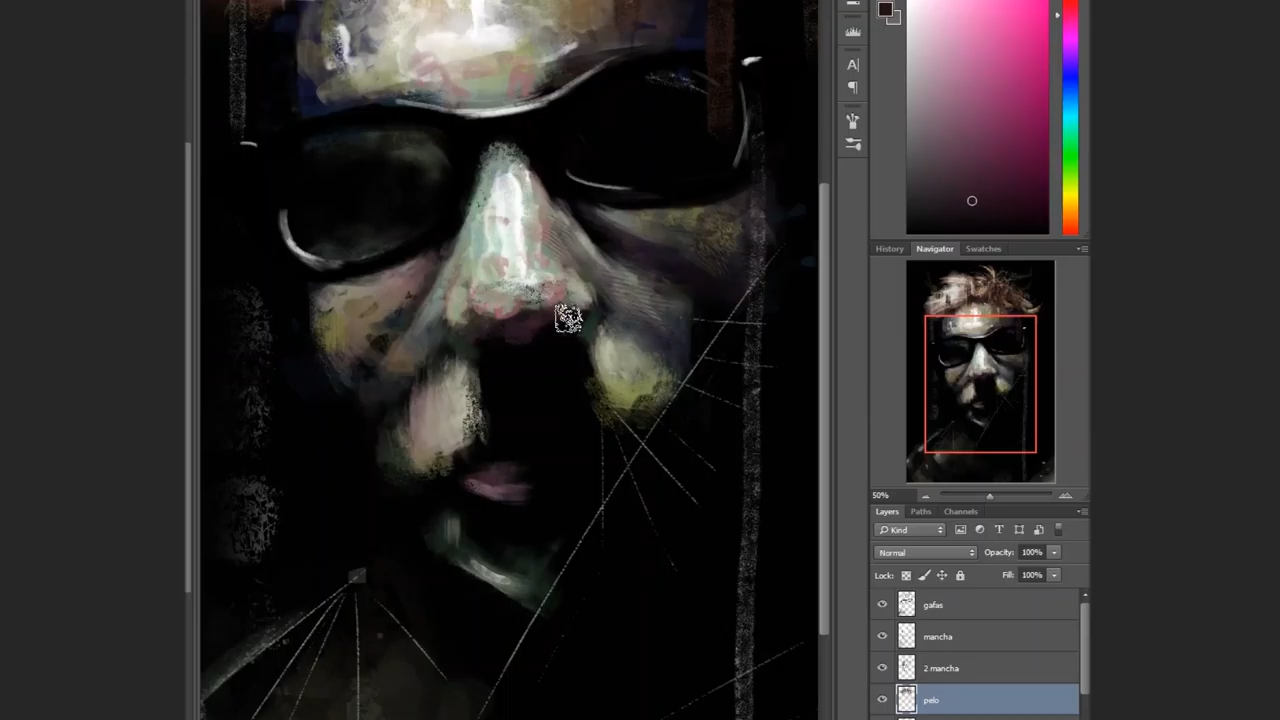 A|
History Navigator Swatches
50%
Layers Paths Channels
Kind
T
Normal Opacity: 100%
Lock: Fill: 100%
gafas
mancha
2 mancha
pelo